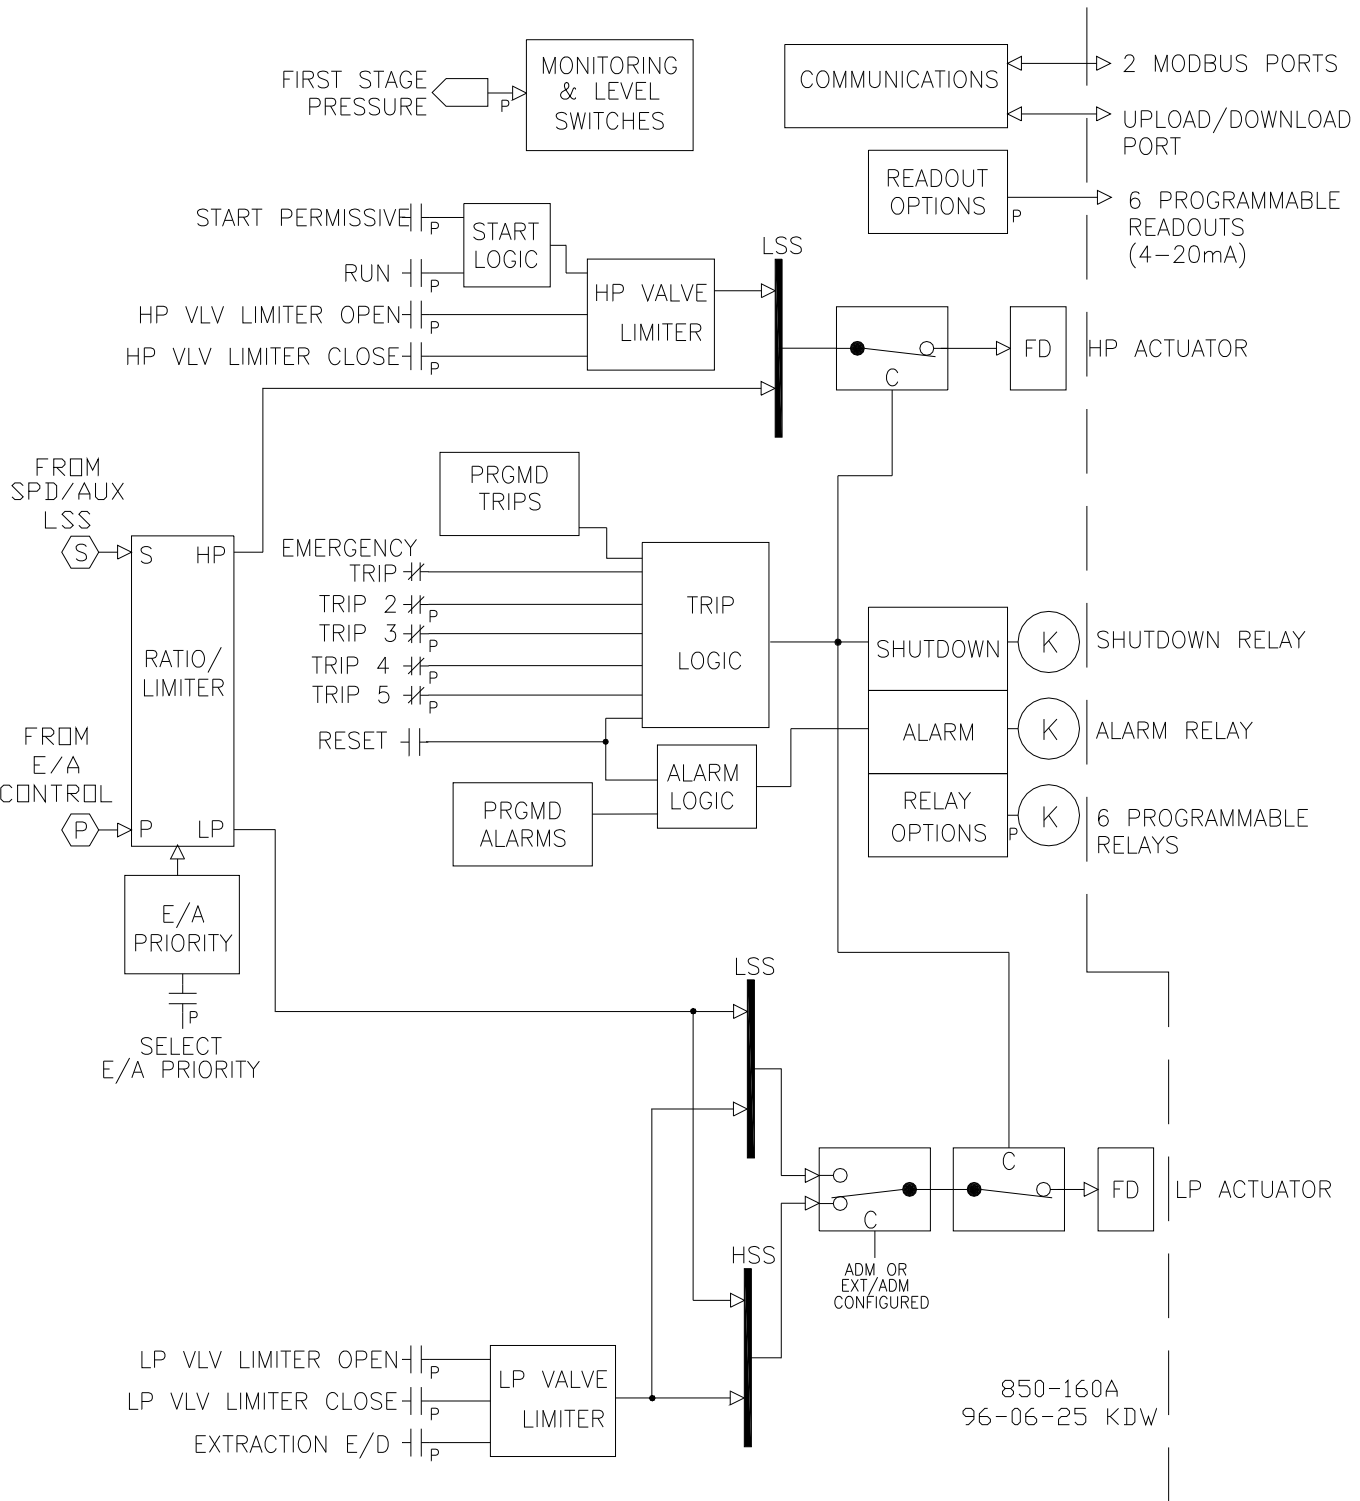 FIRST STAGE
PRESSURE
P
MONITORING
& LEVEL
SWITCHES
COMMUNICATIONS
2 MODBUS PORTS
UPLOAD/DOWNLOAD
PORT
READOUT
OPTIONS
P
6 PROGRAMMABLE
READOUTS
(4-20mA)
START PERMISSIVE
P
RUN
P
START
LOGIC
HP VLV LIMITER OPEN
P
HP VLV LIMITER CLOSE
P
HP VALVE
LIMITER
LSS
C
FD
HP ACTUATOR
FROM
SPD/AUX
LSS
S
S
HP
RATIO/
LIMITER
FROM
E/A
CONTROL
P
P
LP
E/A
PRIORITY
P
SELECT
E/A PRIORITY
PRGMD
TRIPS
EMERGENCY
TRIP
TRIP 2
P
TRIP 3
P
TRIP 4
P
TRIP 5
P
RESET
TRIP
LOGIC
PRGMD
ALARMS
ALARM
LOGIC
SHUTDOWN
K
SHUTDOWN RELAY
ALARM
K
ALARM RELAY
RELAY
OPTIONS
P
K
6 PROGRAMMABLE
RELAYS
LSS
HSS
C
ADM OR
EXT/ADM
CONFIGURED
C
FD
LP ACTUATOR
LP VLV LIMITER OPEN
P
LP VLV LIMITER CLOSE
P
EXTRACTION E/D
P
LP VALVE
LIMITER
850-160A
96-06-25 KDW